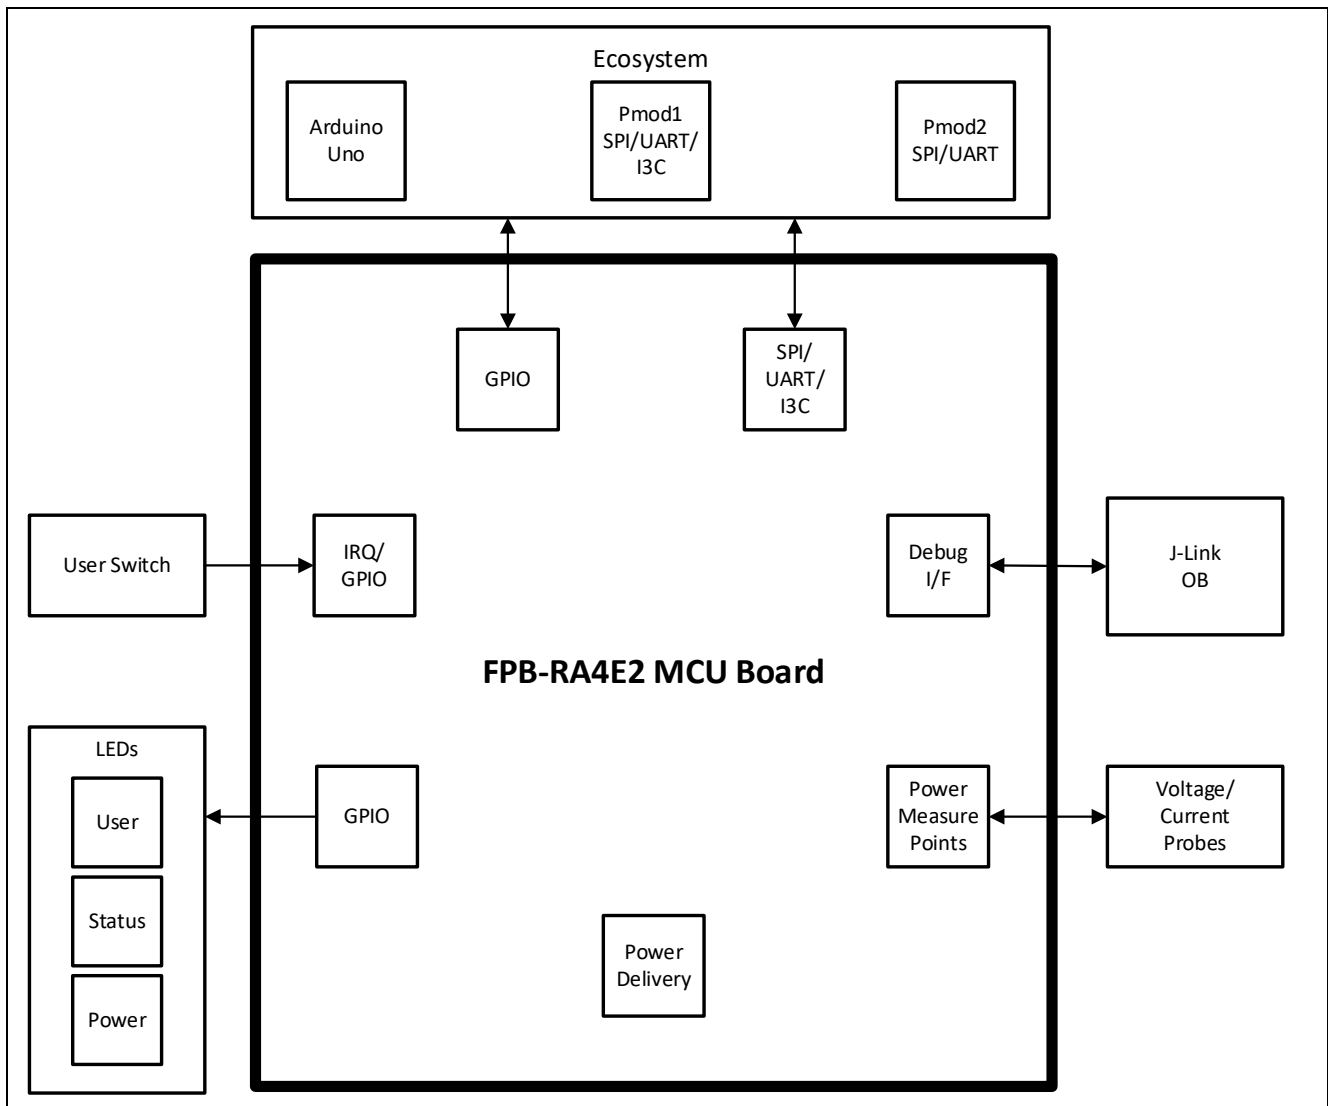 Ecosystem
Arduino
Uno
Pmod1
SPI/UART/
I3C
Pmod2
SPI/UART
GPIO
SPI/
UART/
I3C
User Switch
IRQ/
GPIO
Debug
I/F
J-Link
OB
FPB-RA4E2 MCU Board
LEDs
User
Status
Power
GPIO
Power
Measure
Points
Voltage/
Current
Probes
Power
Delivery